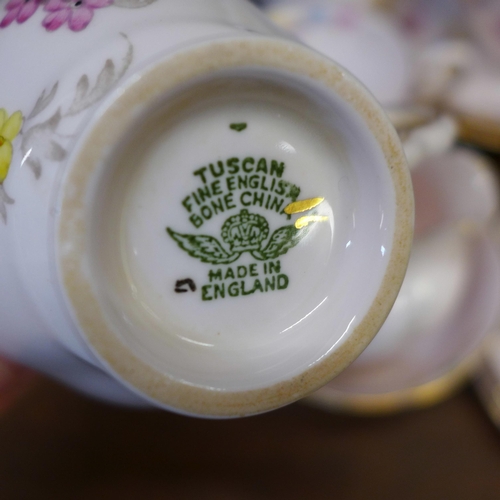 TUSCAN
FINE ENGLISH
BONE CHINA
MADE IN
ENGLAND